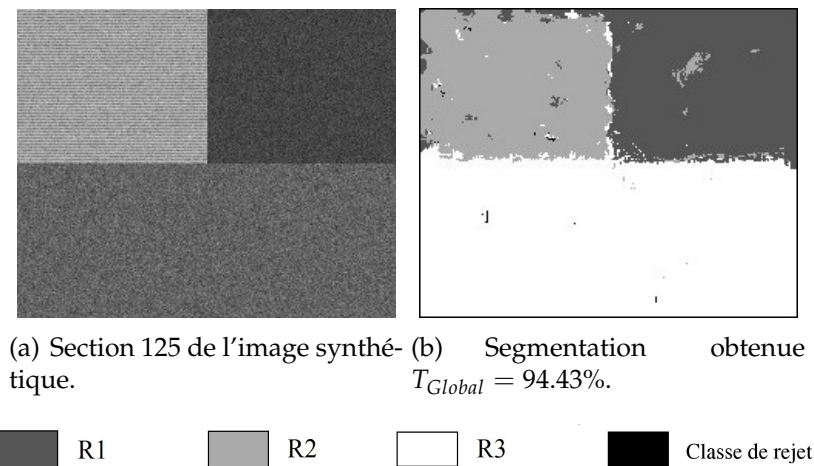 (a) Section 125 de l'image synthé-
tique.
(b) Segmentation obtenue
T_Global = 94.43%.
R1 R2 R3 Classe de rejet